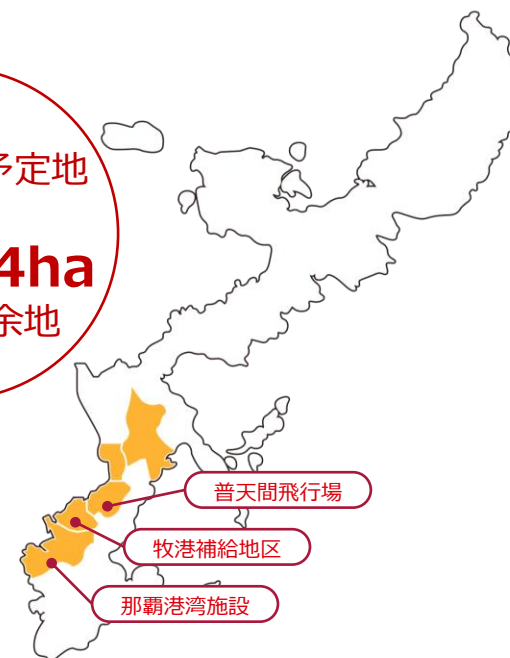 予定地
4ha
余地
普天間飛行場
牧港補給地区
那覇港湾施設